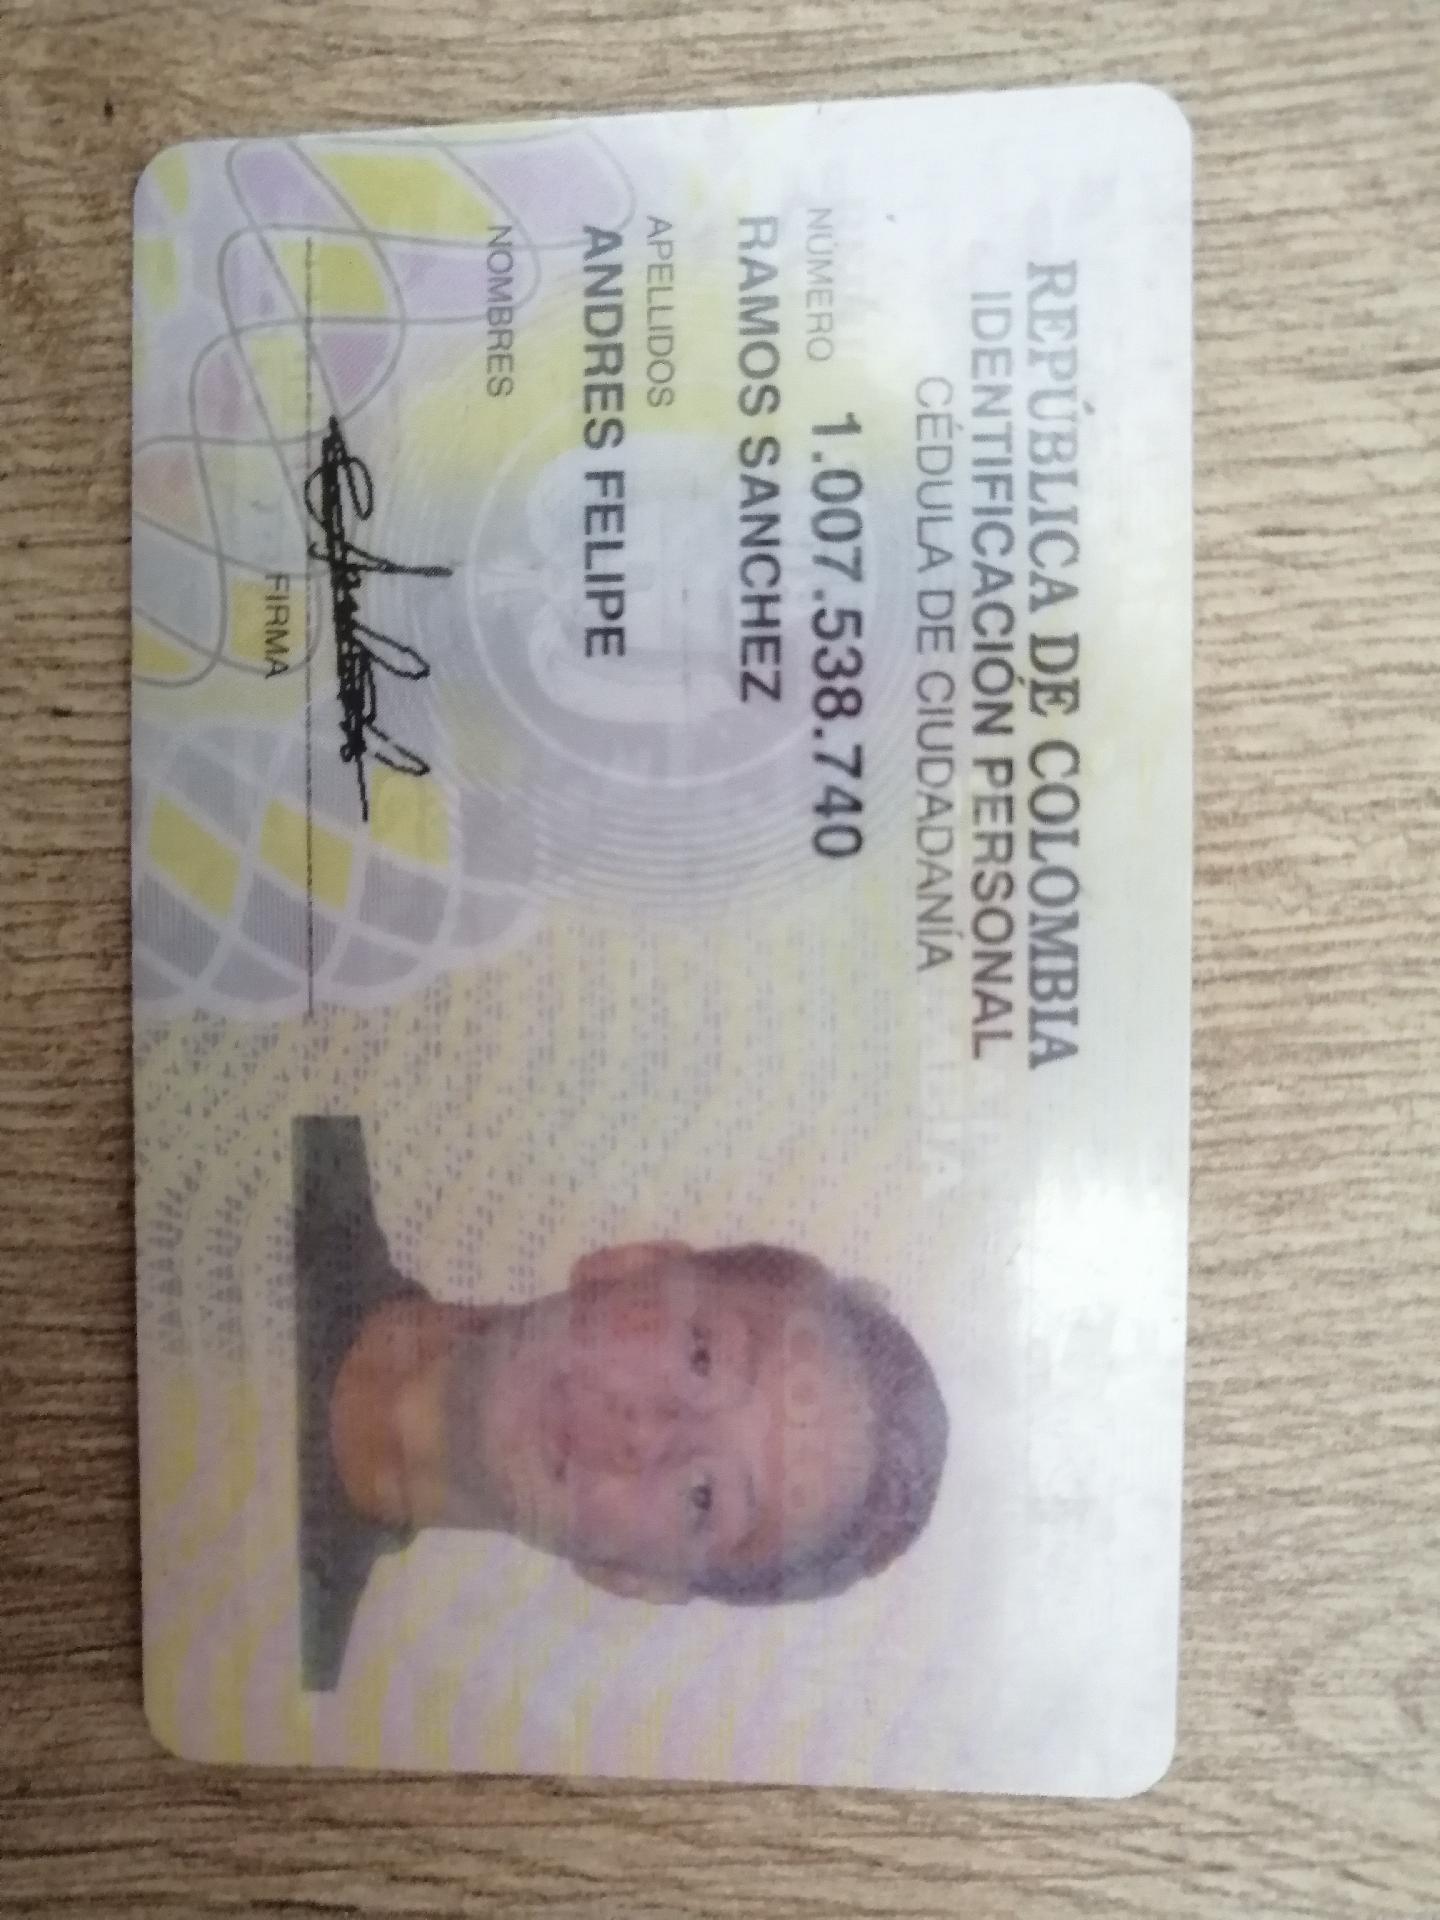 REPÚBLICA DE COLOMBIA
IDENTIFICACIÓN PERSONAL
CÉDULA DE CIUDADANÍA
NÚMERO 1.007.538.740
RAMOS SANCHEZ
APELLIDOS
ANDRES FELIPE
NOMBRES
FIRMA